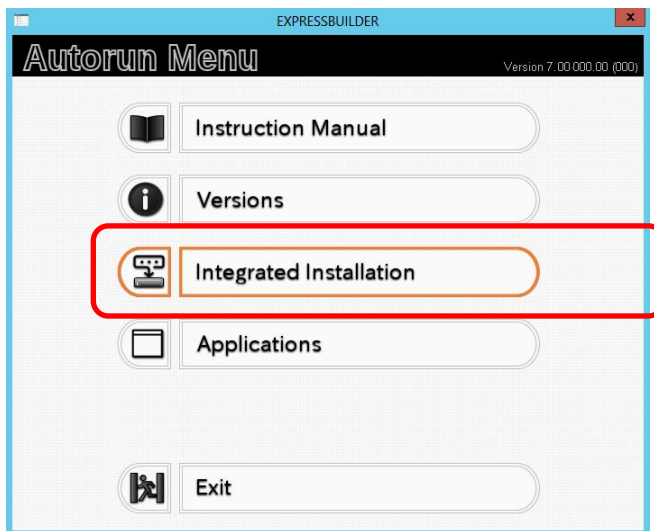 EXPRESSBUILDER
x
Autorun Menu
Version 7.00-000.00 (000)
Instruction Manual
Versions
Integrated Installation
Applications
Exit